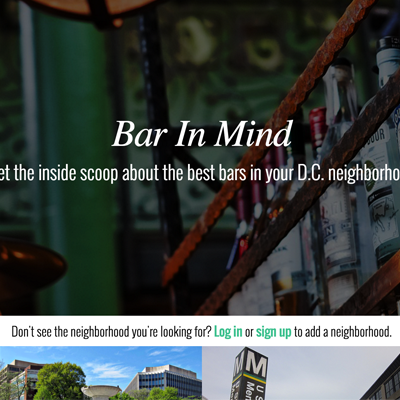 Bar In Mind
et the inside scoop about the best bars in your D.C. neighborho
Don't see the neighborhood you're looking for? Log in or sign up to add a neighborhood.
M
M